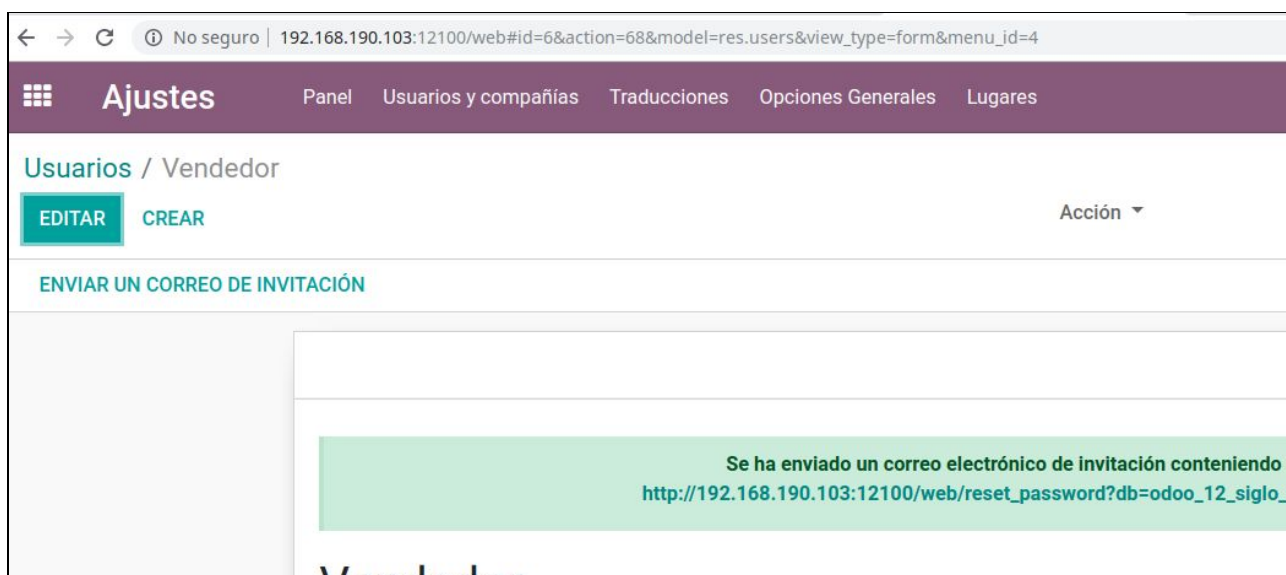 No seguro | 192.168.190.103:12100/web#id=6&action=68&model=res.users&view_type=form&menu_id=4
Ajustes Panel Usuarios y compañías Traducciones Opciones Generales Lugares
Usuarios / Vendedor
EDITAR CREAR Acción
ENVIAR UN CORREO DE INVITACIÓN
Se ha enviado un correo electrónico de invitación conteniendo
http://192.168.190.103:12100/web/reset_password?db=odoo_12_siglo_